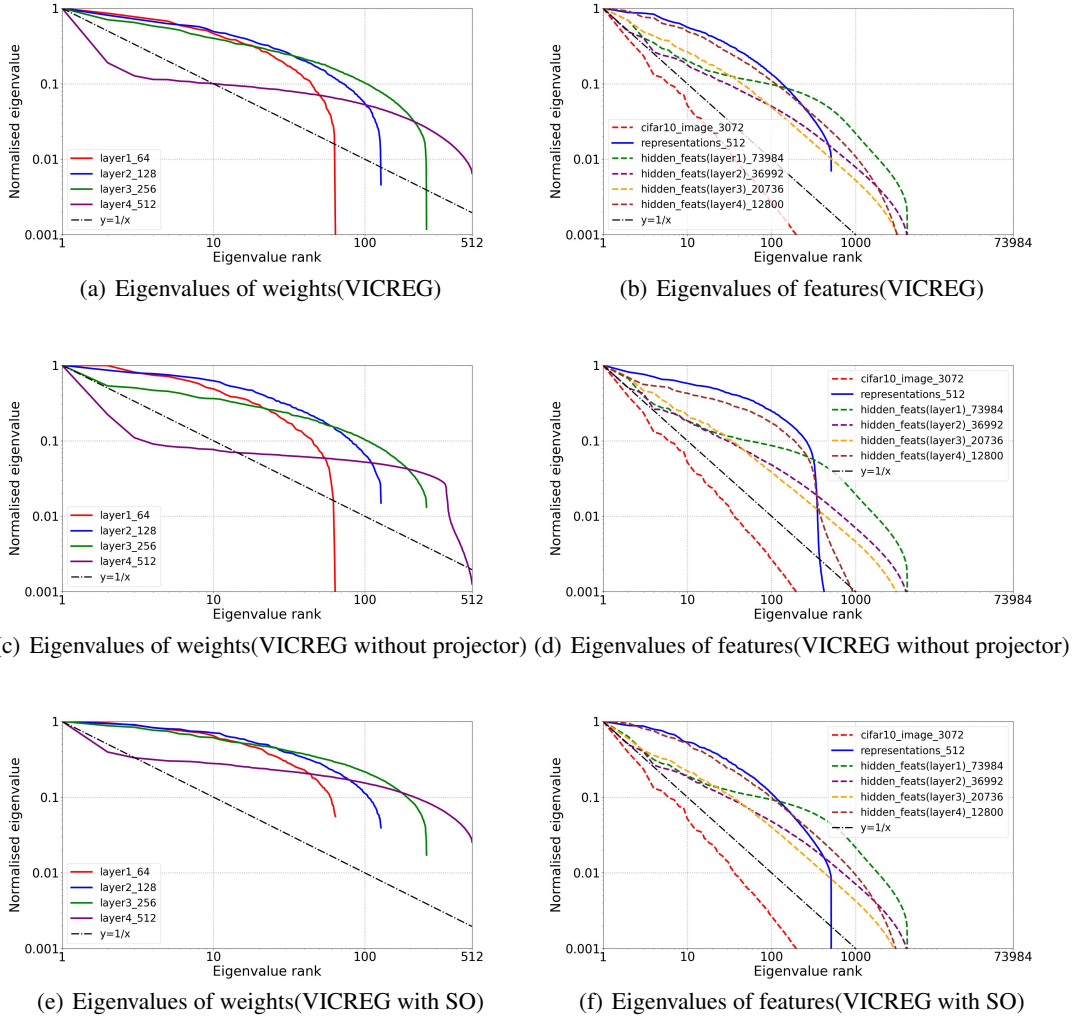 Normalised eigenvalue
1
0.1
0.01
0.001
layer1_64
layer2_128
layer3_256
layer4_512
y=1/x
1
10
100
512
Eigenvalue rank
(a) Eigenvalues of weights(VICREG)
Normalised eigenvalue
1
0.1
0.01
0.001
cifar10_image_3072
representations_512
hidden_feats(layer1)_73984
hidden_feats(layer2)_36992
hidden_feats(layer3)_20736
hidden_feats(layer4)_12800
y=1/x
1
10
100
1000
73984
Eigenvalue rank
(b) Eigenvalues of features(VICREG)
Normalised eigenvalue
1
0.1
0.01
0.001
layer1_64
layer2_128
layer3_256
layer4_512
y=1/x
1
10
100
512
Eigenvalue rank
c) Eigenvalues of weights(VICREG without projector)
Normalised eigenvalue
1
0.1
0.01
0.001
cifar10_image_3072
representations_512
hidden_feats(layer1)_73984
hidden_feats(layer2)_36992
hidden_feats(layer3)_20736
hidden_feats(layer4)_12800
y=1/x
1
10
100
1000
73984
Eigenvalue rank
(d) Eigenvalues of features(VICREG without projector)
Normalised eigenvalue
1
0.1
0.01
0.001
layer1_64
layer2_128
layer3_256
layer4_512
y=1/x
1
10
100
512
Eigenvalue rank
(e) Eigenvalues of weights(VICREG with SO)
Normalised eigenvalue
1
0.1
0.01
0.001
cifar10_image_3072
representations_512
hidden_feats(layer1)_73984
hidden_feats(layer2)_36992
hidden_feats(layer3)_20736
hidden_feats(layer4)_12800
y=1/x
1
10
100
1000
73984
Eigenvalue rank
(f) Eigenvalues of features(VICREG with SO)